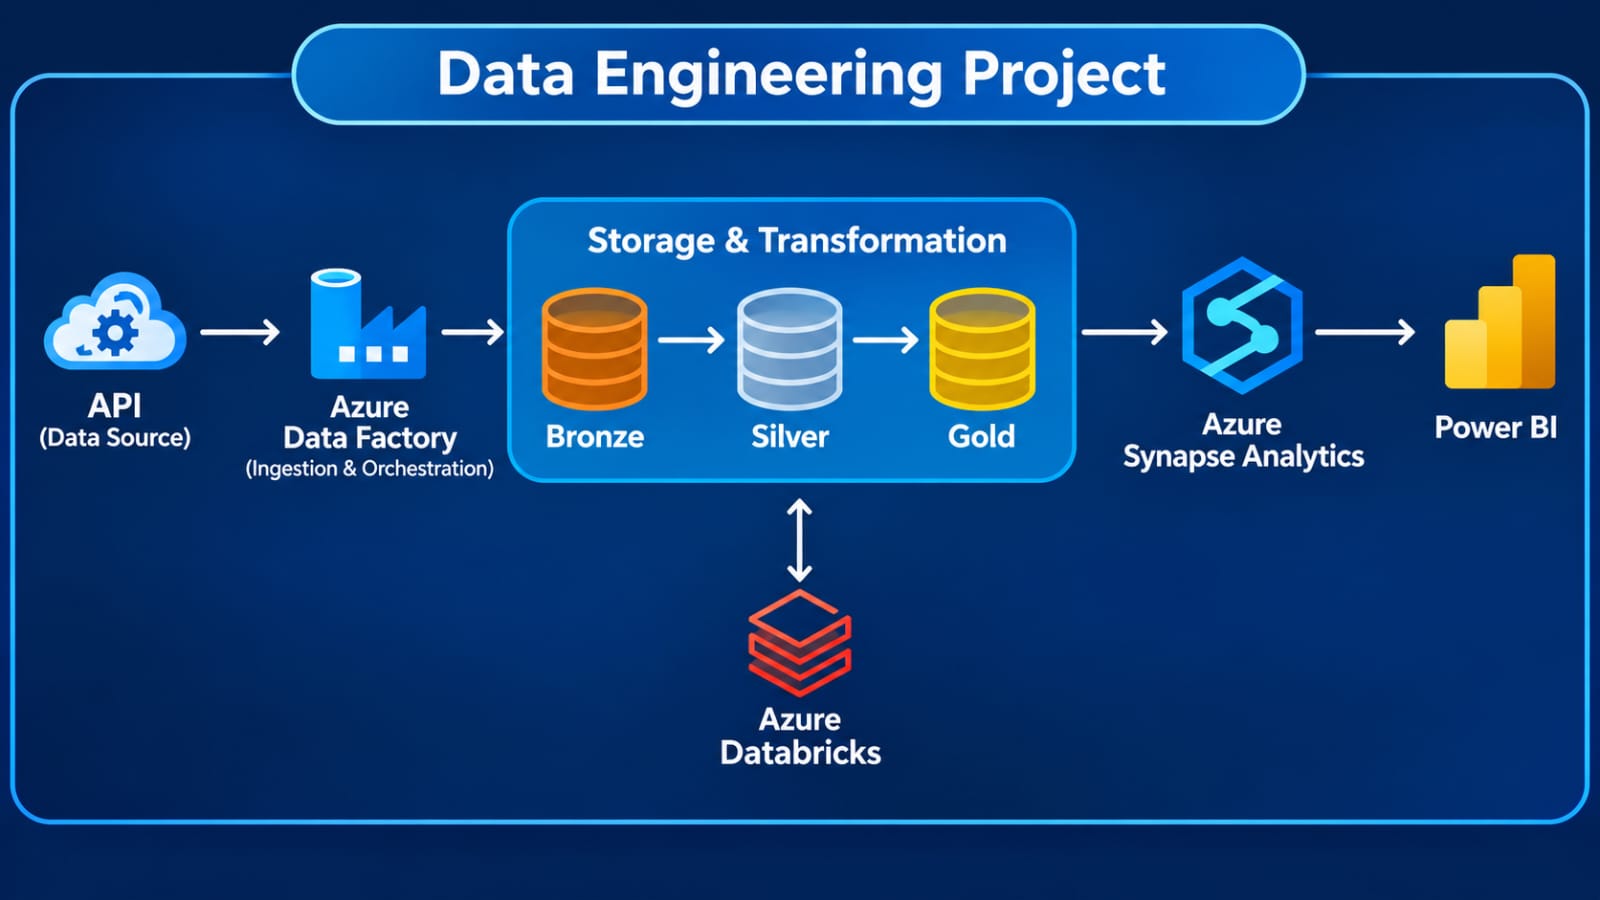 Data Engineering Project
Storage & Transformation
API
(Data Source)
Azure
Data Factory
(Ingestion & Orchestration)
Bronze
Silver
Gold
Azure
Synapse Analytics
Power BI
Azure
Databricks